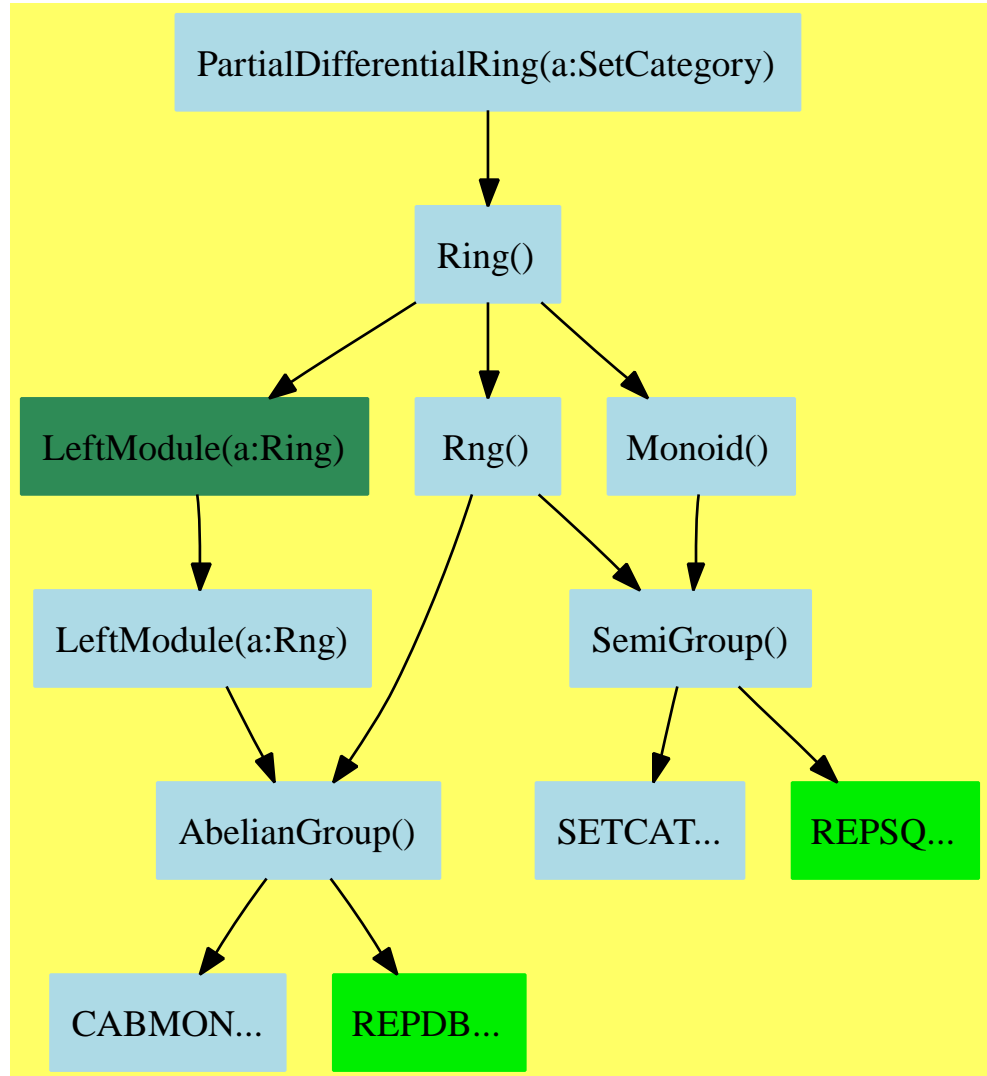 PartialDifferentialRing(a:SetCategory)
Ring()
LeftModule(a:Ring)
Rng()
Monoid()
LeftModule(a:Rng)
SemiGroup()
AbelianGroup()
SETCAT...
REPSQ...
CABMON...
REPDB...